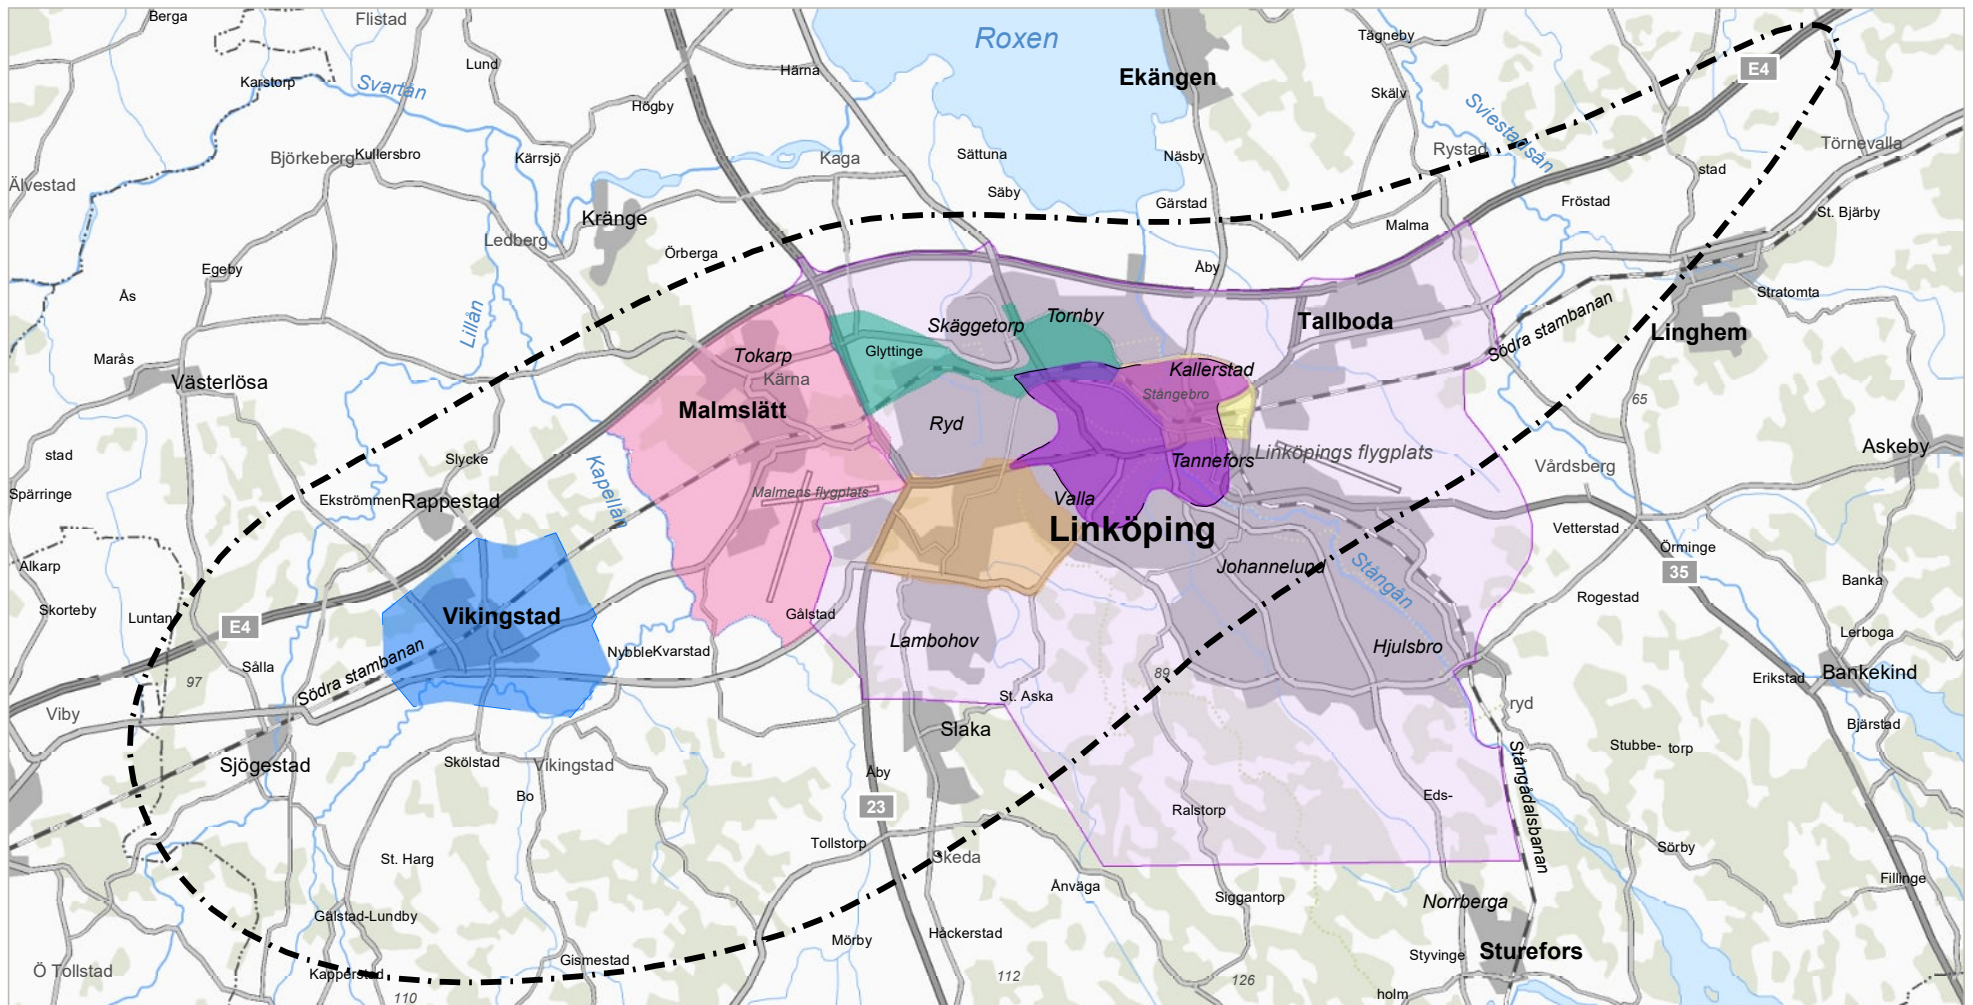 Berga
Flistad
Roxen
Tägneby
Lund
Härna
Ekängen
E4
Karstorp
Svartån
Högby
Skälv
Sviestadsån
Björkeberg
Kullersbro
Kärrsjö
Kaga
Sättuna
Näsby
Rystad
Törnevalla
Älvestad
Säby
Gärstad
stad
Fröstad
Kränge
Malma
St. Bjärby
Ledberg
Örberga
Egeby
Åby
Ås
Lillån
Stratomta
Skäggetorp
Tornby
Tallboda
Södra stambanan
Linghem
Marås
Tokarp
Glyttinge
Västerlösa
Kärna
Kallerstad
Stångebro
65
Malmslätt
Ryd
Askeby
stad
Slycke
Tannefors
Linköpings flygplats
Vårdsberg
Spärringe
Ekströmmen
Rappestad
Kapellån
Malmens flygplats
Valla
Linköping
Vetterstad
Örminge
Alkarp
Johannelund
Stångån
35
Banka
Skorteby
Luntan
Vikingstad
Gålstad
Rogestad
E4
Lambohov
Hjulsbro
Lerboga
Sålla
Södra stambanan
Nybble
Kvarstad
97
89
Erikstad
Bankekind
Viby
St. Aska
ryd
Slaka
Bjärstad
Sjögestad
Skölstad
Vikingstad
Stubbe-
torp
Åby
Bo
23
Ralstorp
Eds-
Stångådalsbanan
Tollstorp
St. Harg
Skeda
Sörby
Ånväga
Siggantorp
Fillinge
Norrberga
Gälstad-Lundby
Mörby
Häckerstad
Sturefors
Styvinge
Gismestad
Ö Tollstad
Kapperstad
112
126
110
holm